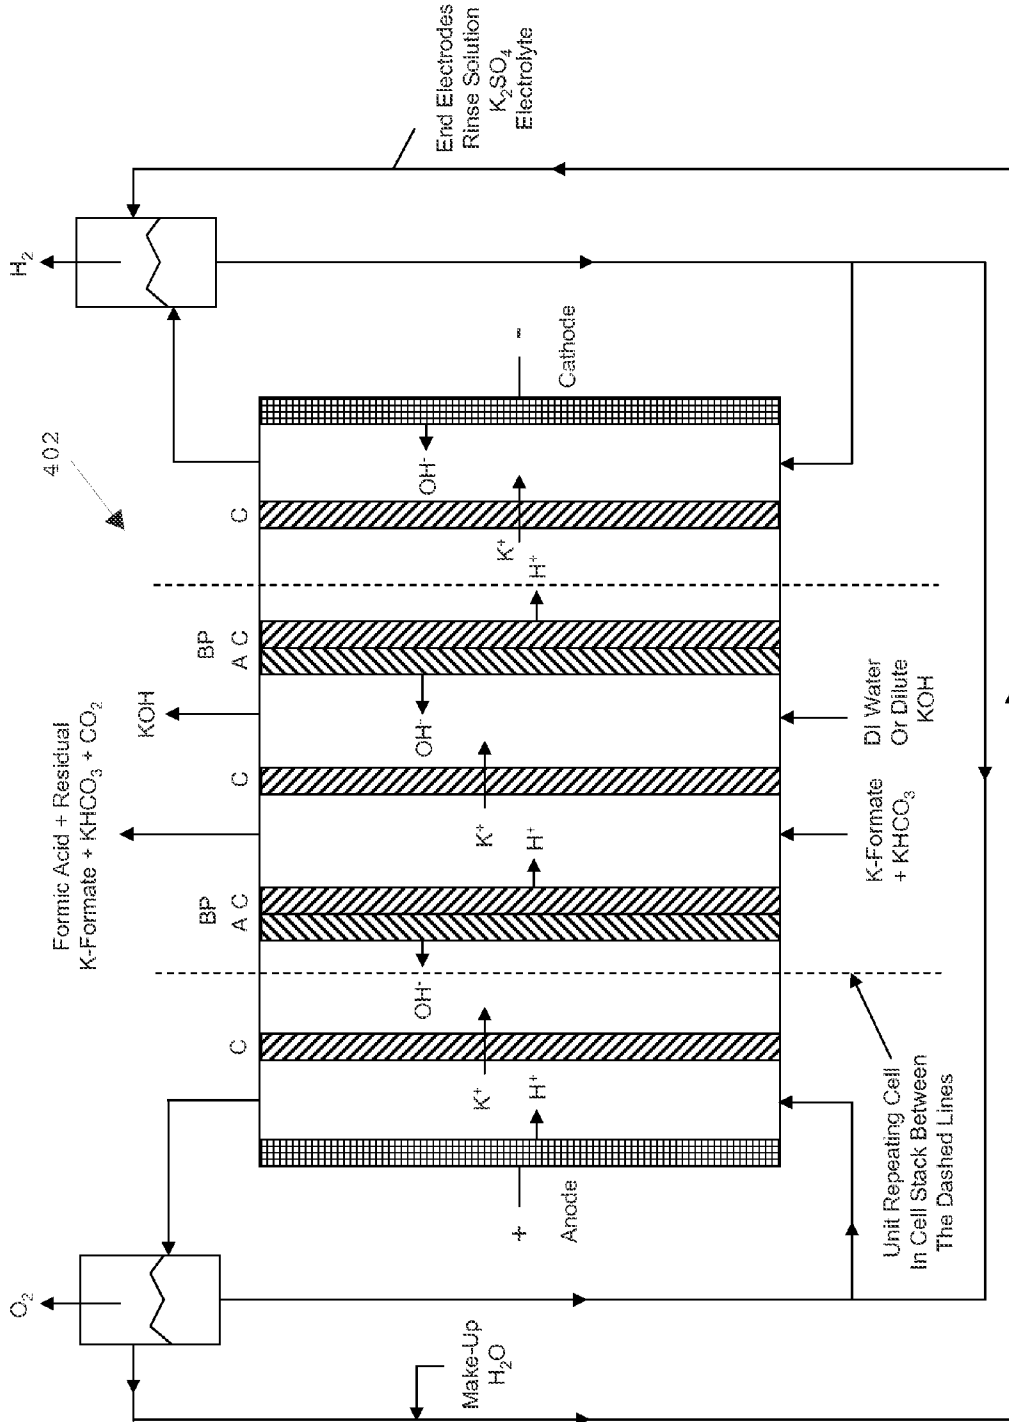 O2
H2
Make-Up
H2O
End Electrodes
Rinse Solution
K2SO4
Electrolyte
402
Formic Acid + Residual
K-Formate + KHCO3 + CO2
KOH
C
BP
A C
C
BP
A C
C
+
Anode
H+
K+
OH-
H+
K+
OH-
H+
K+
OH-
-
Cathode
Unit Repeating Cell
In Cell Stack Between
The Dashed Lines
K-Formate
+ KHCO3
DI Water
Or Dilute
KOH